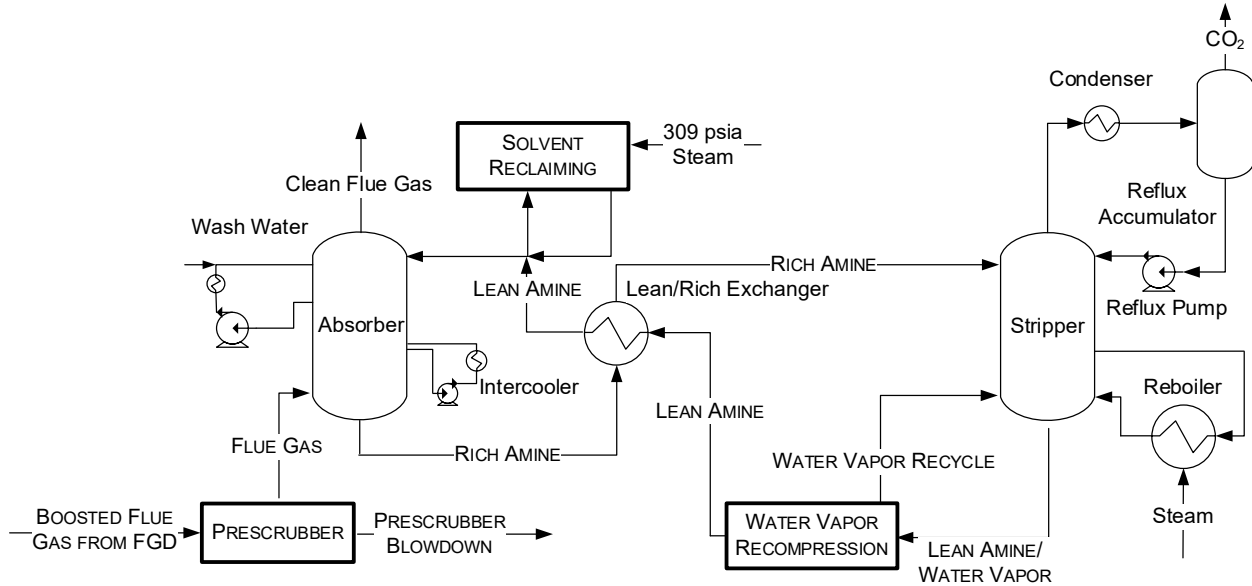 CO2
Condenser
SOLVENT
RECLAIMING
309 psia
Steam
Clean Flue Gas
Reflux
Accumulator
Wash Water
RICH AMINE
LEAN AMINE
Lean/Rich Exchanger
Reflux Pump
Absorber
Stripper
Intercooler
Reboiler
LEAN AMINE
FLUE GAS
RICH AMINE
WATER VAPOR RECYCLE
BOOSTED FLUE
GAS FROM FGD
PRESCRUBBER
PRESCRUBBER
BLOWDOWN
WATER VAPOR
RECOMPRESSION
Steam
LEAN AMINE/
WATER VAPOR